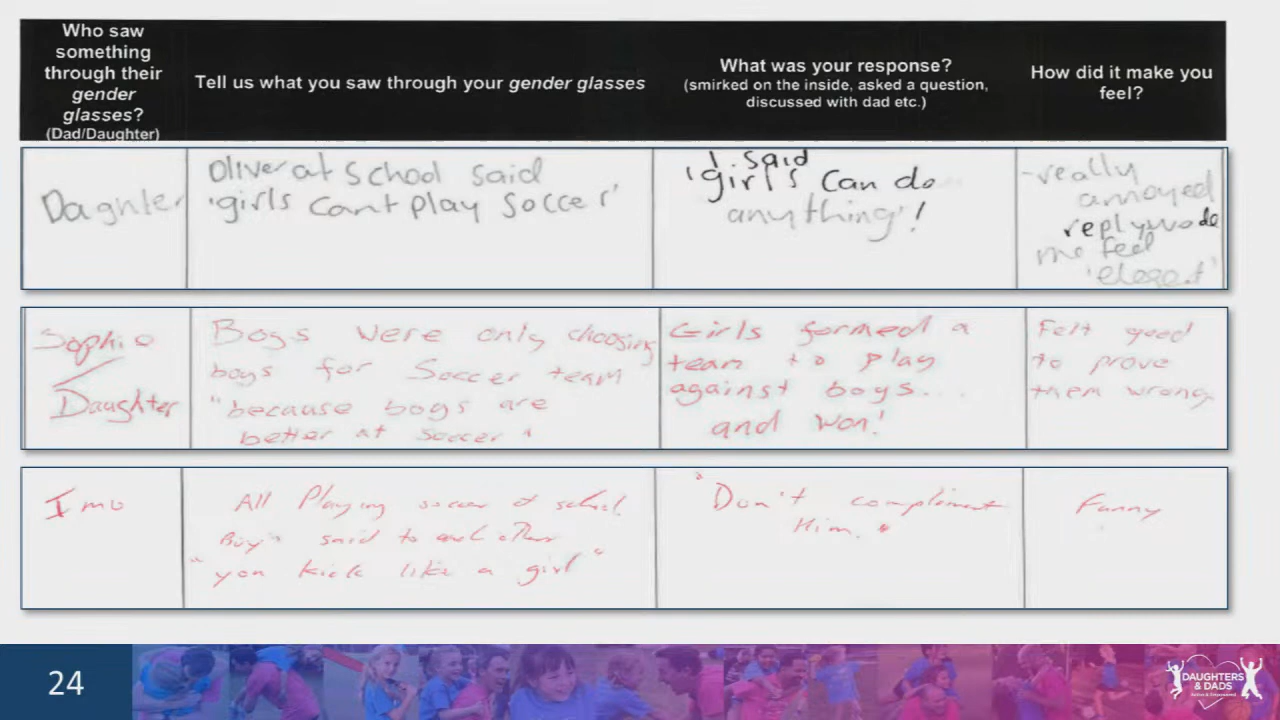 Who saw
something
through their
gender
glasses?
(Dad/Daughter)
Tell us what you saw through your gender glasses
What was your response?
(smirked on the inside, asked a question,
discussed with dad etc.)
How did it make you
feel?
Dagnter
Oliver at School said
'girls cant play Soccer'
I said
'girls can do
anything'!
-really
annoyed
reply made
me feel
Sophie
Daughter
Boys were only choosing
boys for Soccer team
"because boys are
better at soccer"
Girls formed a
team to play
against boys...
and won!
Felt good
to prove
them wrong.
Imo
All Playing soccer at school
Boy's said to each other
"you kick like a girl"
"Don't compliment
Him."
Funny
24
DAUGHTERS
& DADS
Active & Empowered